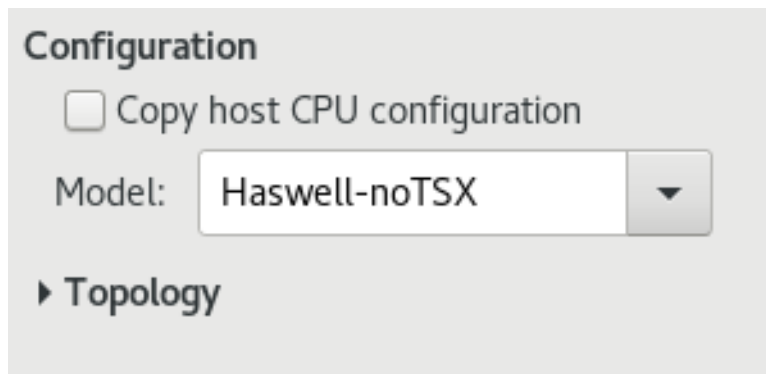 Configuration
Copy host CPU configuration
Model: Haswell-noTSX
Topology